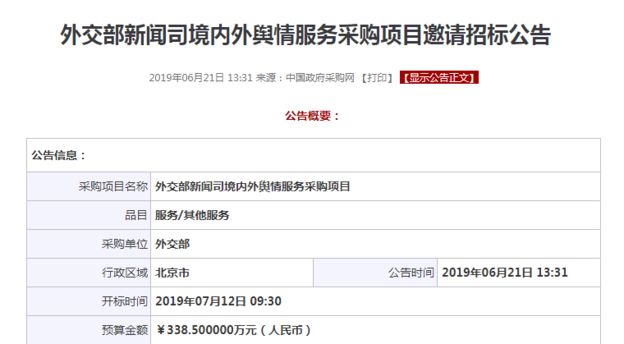 外交部新闻司境内外舆情服务采购项目邀请招标公告
2019年06月21日 13:31 来源：中国政府采购网 【打印】 【显示公告正文】
公告概要：
公告信息：
采购项目名称 外交部新闻司境内外舆情服务采购项目
品目 服务/其他服务
采购单位 外交部
行政区域 北京市 公告时间 2019年06月21日 13:31
开标时间 2019年07月12日 09:30
预算金额 ￥338.500000万元（人民币）